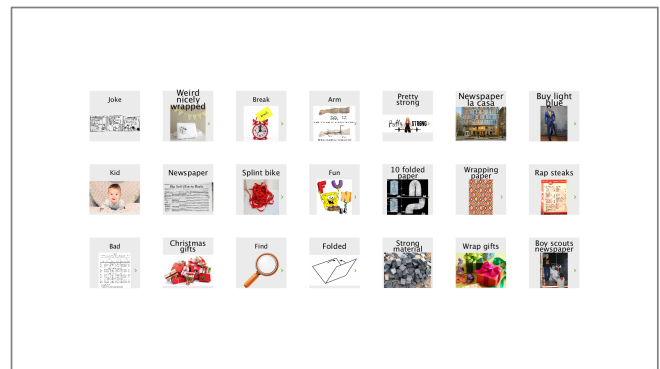 Joke
Weird
nicely
wrapped
Break
Arm
Pretty
strong
Newspaper
la casa
Buy light
blue
STRONG
Kid
Newspaper
Splint bike
Fun
10 folded
paper
Wrapping
paper
Rap steaks
FUN
Bad
Christmas
gifts
Find
Folded
Strong
material
Wrap gifts
Boy scouts
newspaper